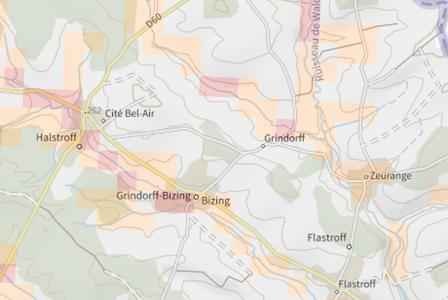 D60
Ruisseau de Wald
262
Cité Bel-Air
Halstroff
Grindorff
Zeurange
Grindorff-Bizing
Bizing
Flastroff
Flastroff